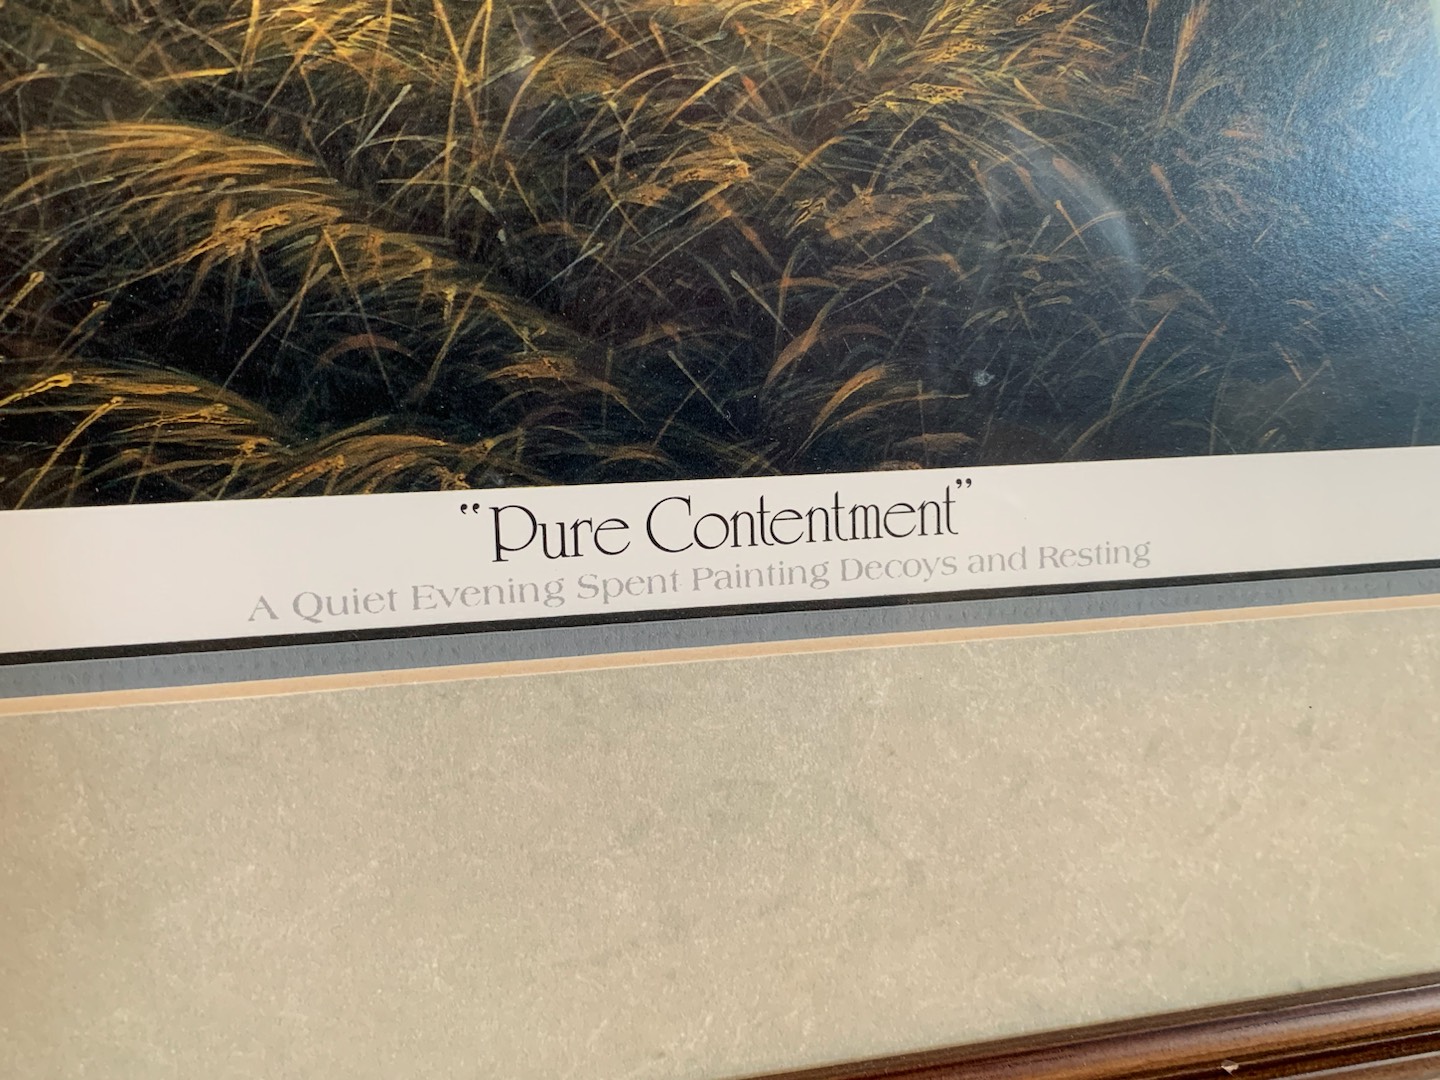 “Pure Contentment”
A Quiet Evening Spent Painting Decoys and Resting